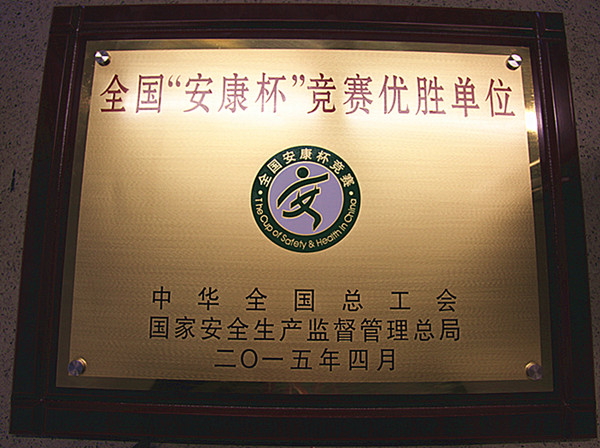 全国“安康杯”竞赛优胜单位
全国安康杯竞赛
安
The Cup of Safety & Health in China
中华全国总工会
国家安全生产监督管理总局
二〇一五年四月